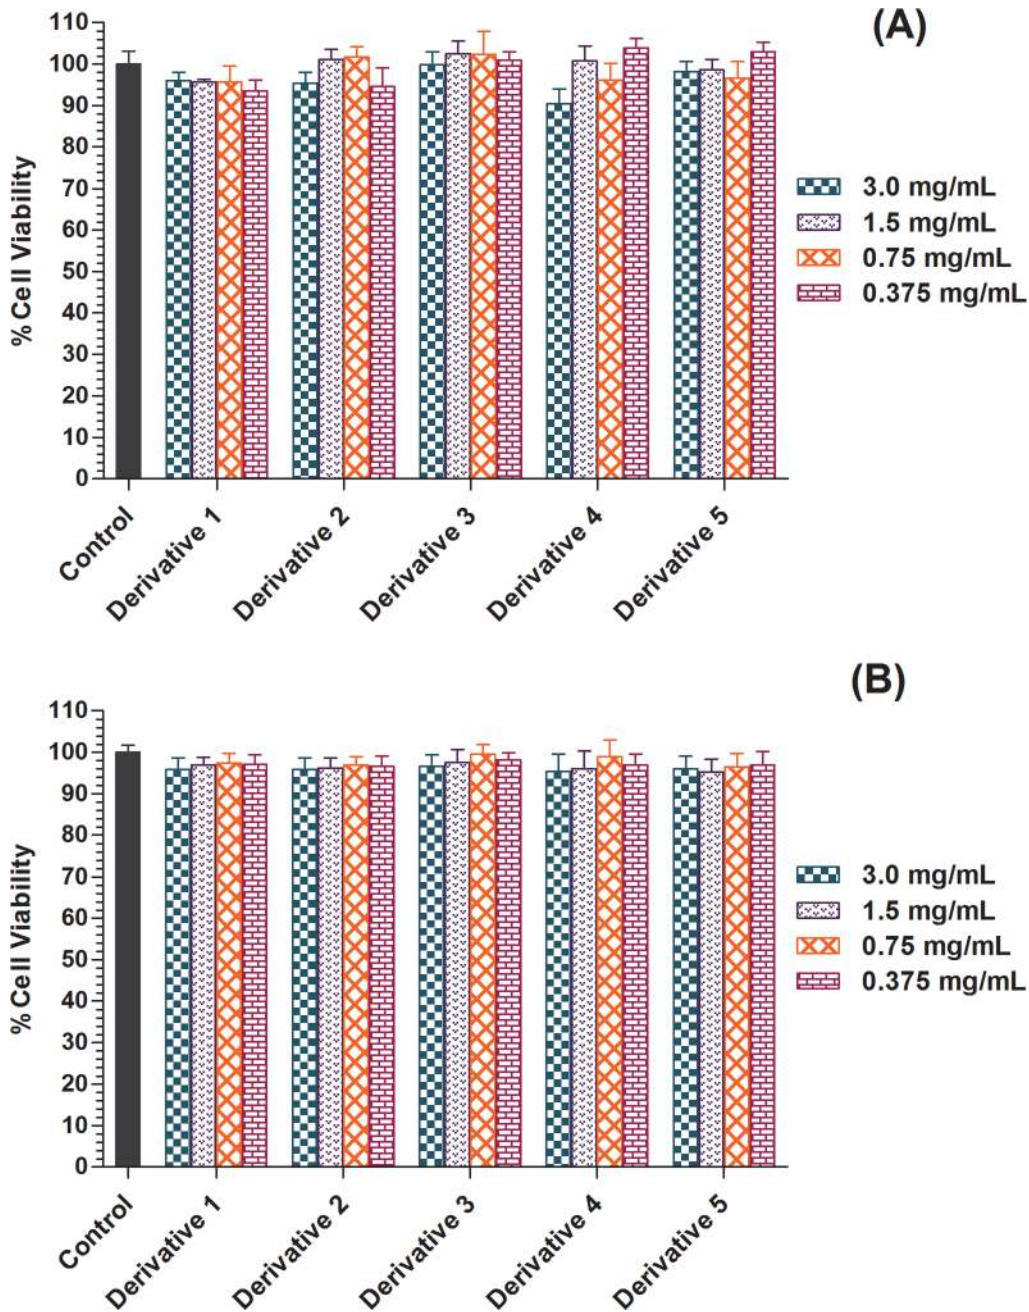 (A)
110
100
90
80
70
60
50
40
30
20
10
0
% Cell Viability
Control
Derivative 1
Derivative 2
Derivative 3
Derivative 4
Derivative 5
3.0 mg/mL
1.5 mg/mL
0.75 mg/mL
0.375 mg/mL
(B)
110
100
90
80
70
60
50
40
30
20
10
0
% Cell Viability
Control
Derivative 1
Derivative 2
Derivative 3
Derivative 4
Derivative 5
3.0 mg/mL
1.5 mg/mL
0.75 mg/mL
0.375 mg/mL